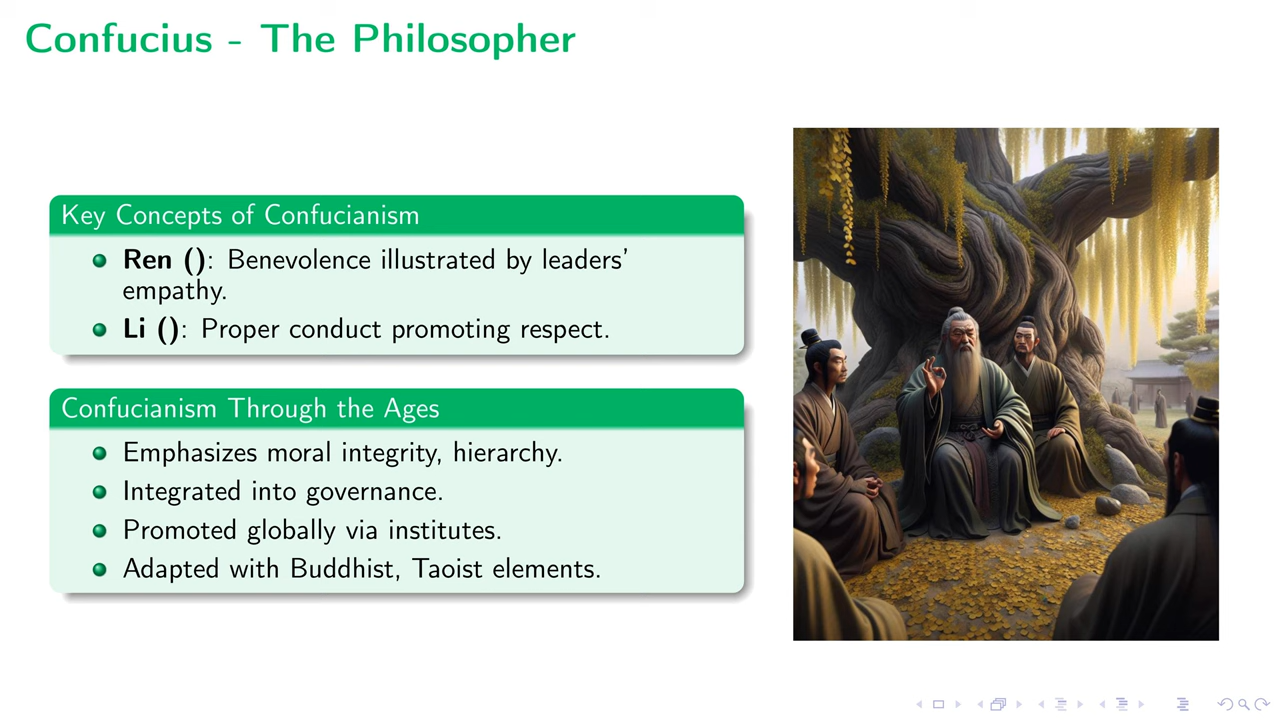 Confucius - The Philosopher
Key Concepts of Confucianism
Ren (): Benevolence illustrated by leaders’
empathy.
Li (): Proper conduct promoting respect.
Confucianism Through the Ages
Emphasizes moral integrity, hierarchy.
Integrated into governance.
Promoted globally via institutes.
Adapted with Buddhist, Taoist elements.